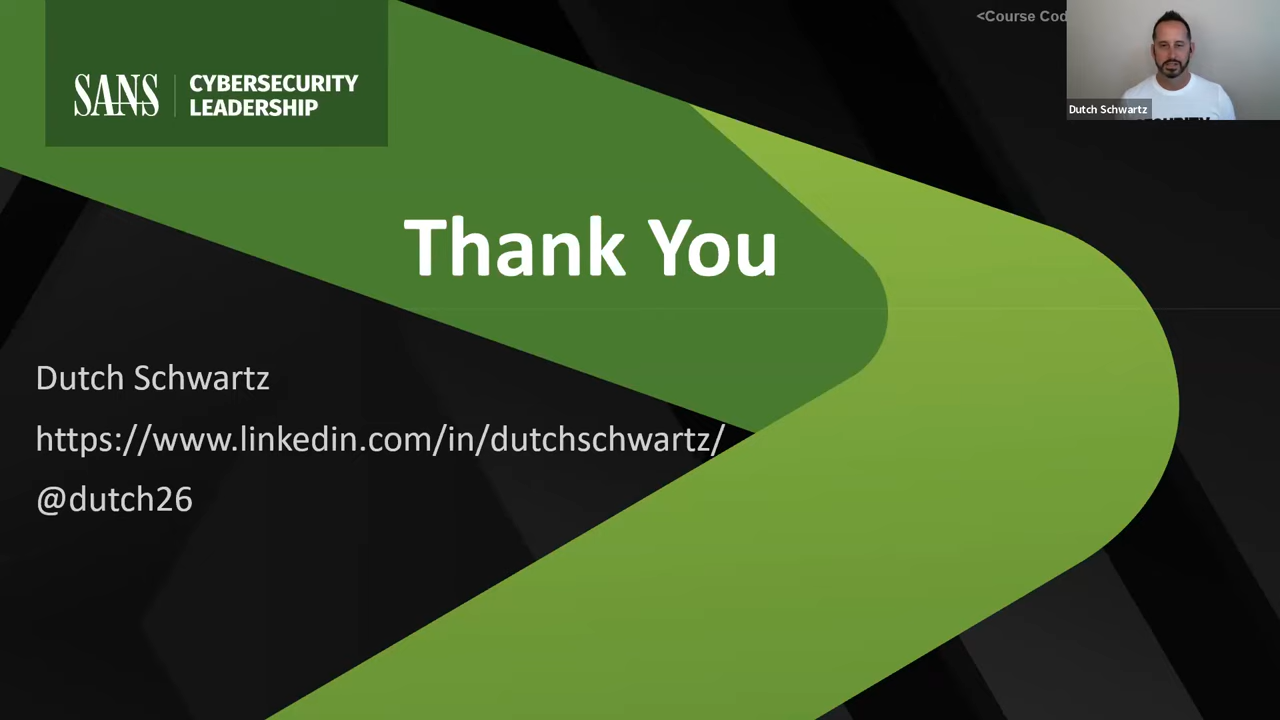 SANS
CYBERSECURITY
LEADERSHIP
<Course Cod
Dutch Schwartz
Thank You
Dutch Schwartz
https://www.linkedin.com/in/dutchschwartz/
@dutch26